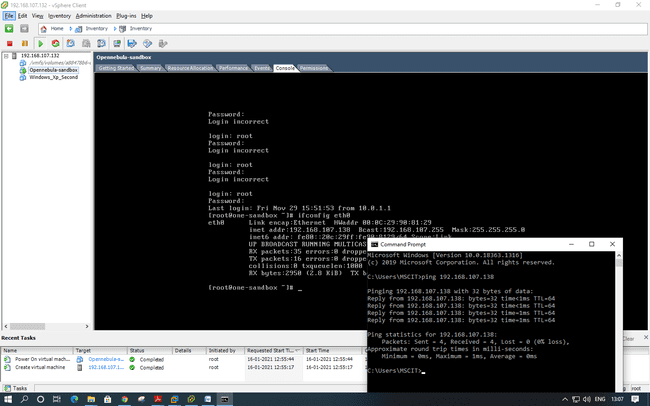 192.168.107.132 - vSphere Client
File Edit View Inventory Administration Plug-ins Help
Home Inventory Inventory
192.168.107.132
Opennebula-sandbox
Windows_Xp_Second
Opennebula-sandbox
Getting Started Summary Resource Allocation Performance Events Console Permissions
Password:
Login incorrect
login: root
Password:
Login incorrect
login: root
Password:
Login incorrect
login: root
Password:
Last login: Fri Nov 29 15:51:53 from 10.0.1.1
[root@one-sandbox ~]# ifconfig eth0
eth0 Link encap:Ethernet HWaddr 00:0C:29:90:81:29
inet addr:192.168.107.138 Bcast:192.168.107.255 Mask:255.255.255.0
inet6 addr: fe80::20c:29ff:fe90:8129/64 Scope:Link
UP BROADCAST RUNNING MULTICAS
RX packets:35 errors:0 droppe
TX packets:16 errors:0 droppe
collisions:0 txqueuelen:1000
RX bytes:2950 (2.8 KiB) TX b
[root@one-sandbox ~]# _
Command Prompt
Microsoft Windows [Version 10.0.18363.1316]
(c) 2019 Microsoft Corporation. All rights reserved.
C:\Users\MSCIT>ping 192.168.107.138
Pinging 192.168.107.138 with 32 bytes of data:
Reply from 192.168.107.138: bytes=32 time<1ms TTL=64
Reply from 192.168.107.138: bytes=32 time<1ms TTL=64
Reply from 192.168.107.138: bytes=32 time<1ms TTL=64
Reply from 192.168.107.138: bytes=32 time=1ms TTL=64
Ping statistics for 192.168.107.138:
Packets: Sent = 4, Received = 4, Lost = 0 (0% loss),
Approximate round trip times in milli-seconds:
Minimum = 0ms, Maximum = 1ms, Average = 0ms
C:\Users\MSCIT>_
Recent Tasks
Clear
Name Target Status Details Initiated by Requested Start Ti... Start Time
Power On virtual machine Opennebula-s... Completed root 16-01-2021 12:55:44 16-01-2021 12:55:44
Create virtual machine 192.168.107.1... Completed root 16-01-2021 12:55:17 16-01-2021 12:55:17
Tasks
root
ENG 13:07